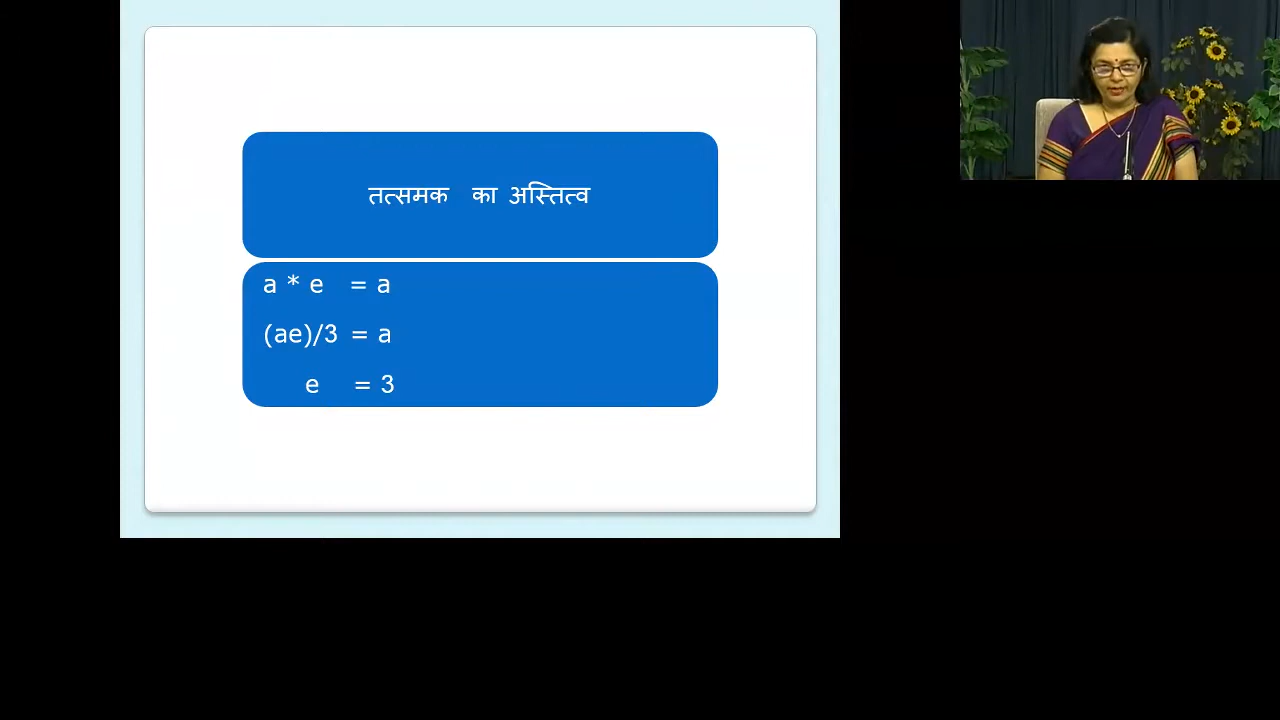 तत्समक का अस्तित्व
a * e = a
(ae)/3 = a
e = 3